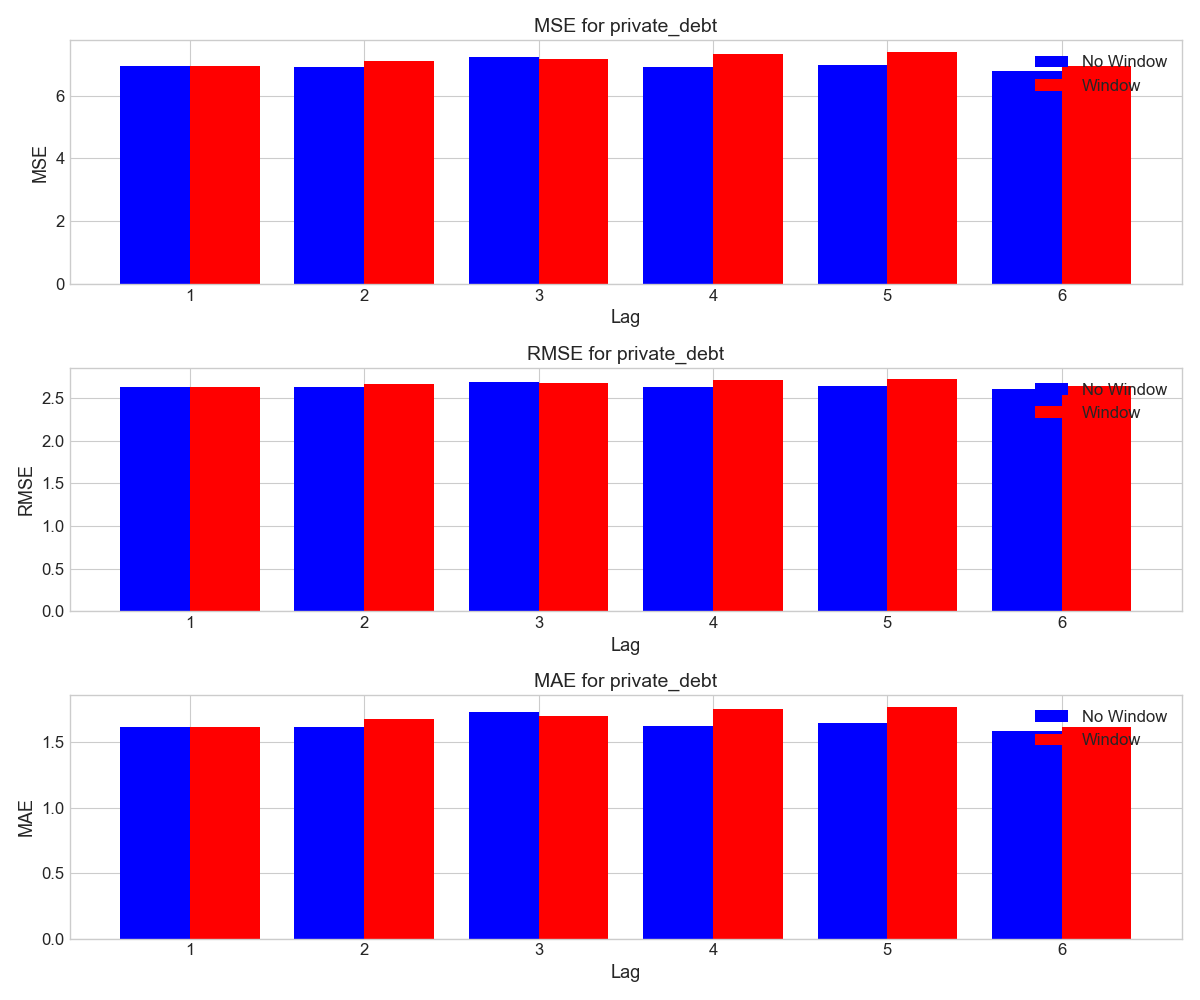 MSE for private_debt
No Window
Window
6
4
2
0
MSE
1 2 3 4 5 6
Lag
RMSE for private_debt
No Window
Window
2.5
2.0
1.5
1.0
0.5
0.0
RMSE
1 2 3 4 5 6
Lag
MAE for private_debt
No Window
Window
1.5
1.0
0.5
0.0
MAE
1 2 3 4 5 6
Lag